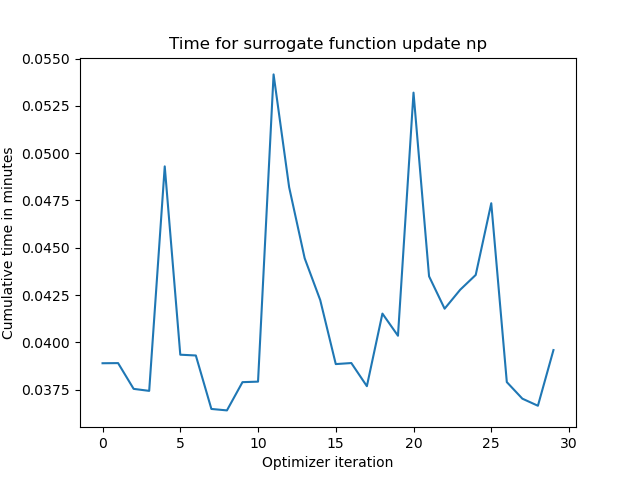 Time for surrogate function update np
Cumulative time in minutes
0.0550
0.0525
0.0500
0.0475
0.0450
0.0425
0.0400
0.0375
0 5 10 15 20 25 30
Optimizer iteration